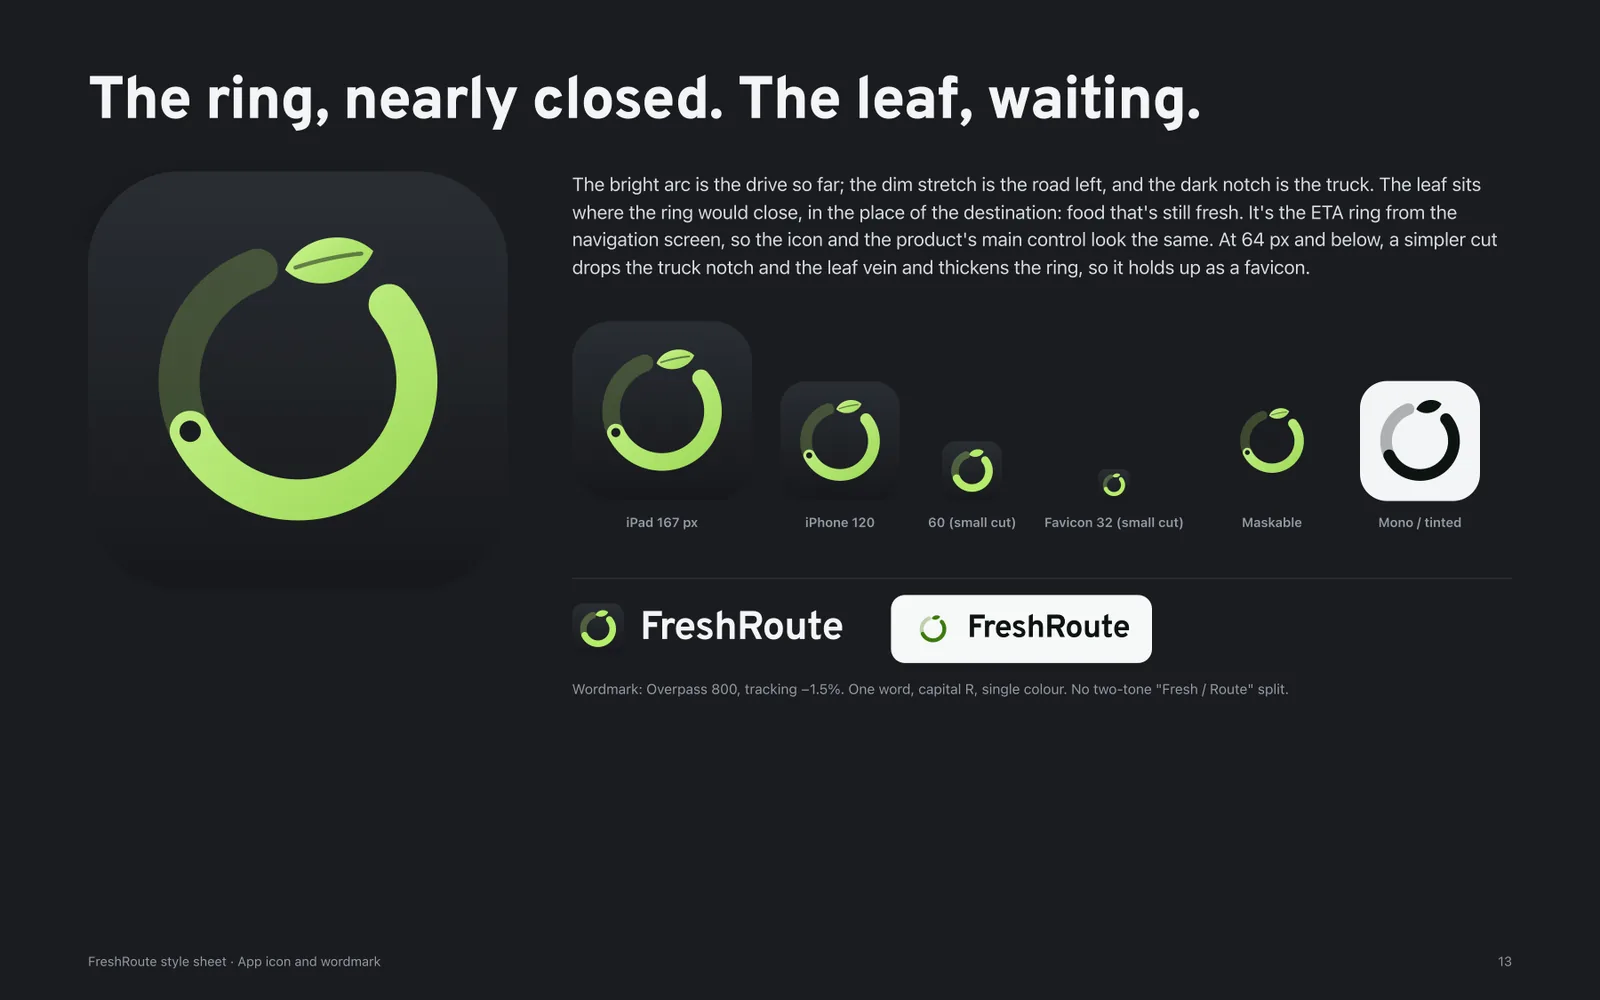 The ring, nearly closed. The leaf, waiting.
The bright arc is the drive so far; the dim stretch is the road left, and the dark notch is the truck. The leaf sits
where the ring would close, in the place of the destination: food that's still fresh. It's the ETA ring from the
navigation screen, so the icon and the product's main control look the same. At 64 px and below, a simpler cut
drops the truck notch and the leaf vein and thickens the ring, so it holds up as a favicon.
iPad 167 px
iPhone 120
60 (small cut)
Favicon 32 (small cut)
Maskable
Mono / tinted
FreshRoute
FreshRoute
Wordmark: Overpass 800, tracking −1.5%. One word, capital R, single colour. No two-tone "Fresh / Route" split.
FreshRoute style sheet · App icon and wordmark
13